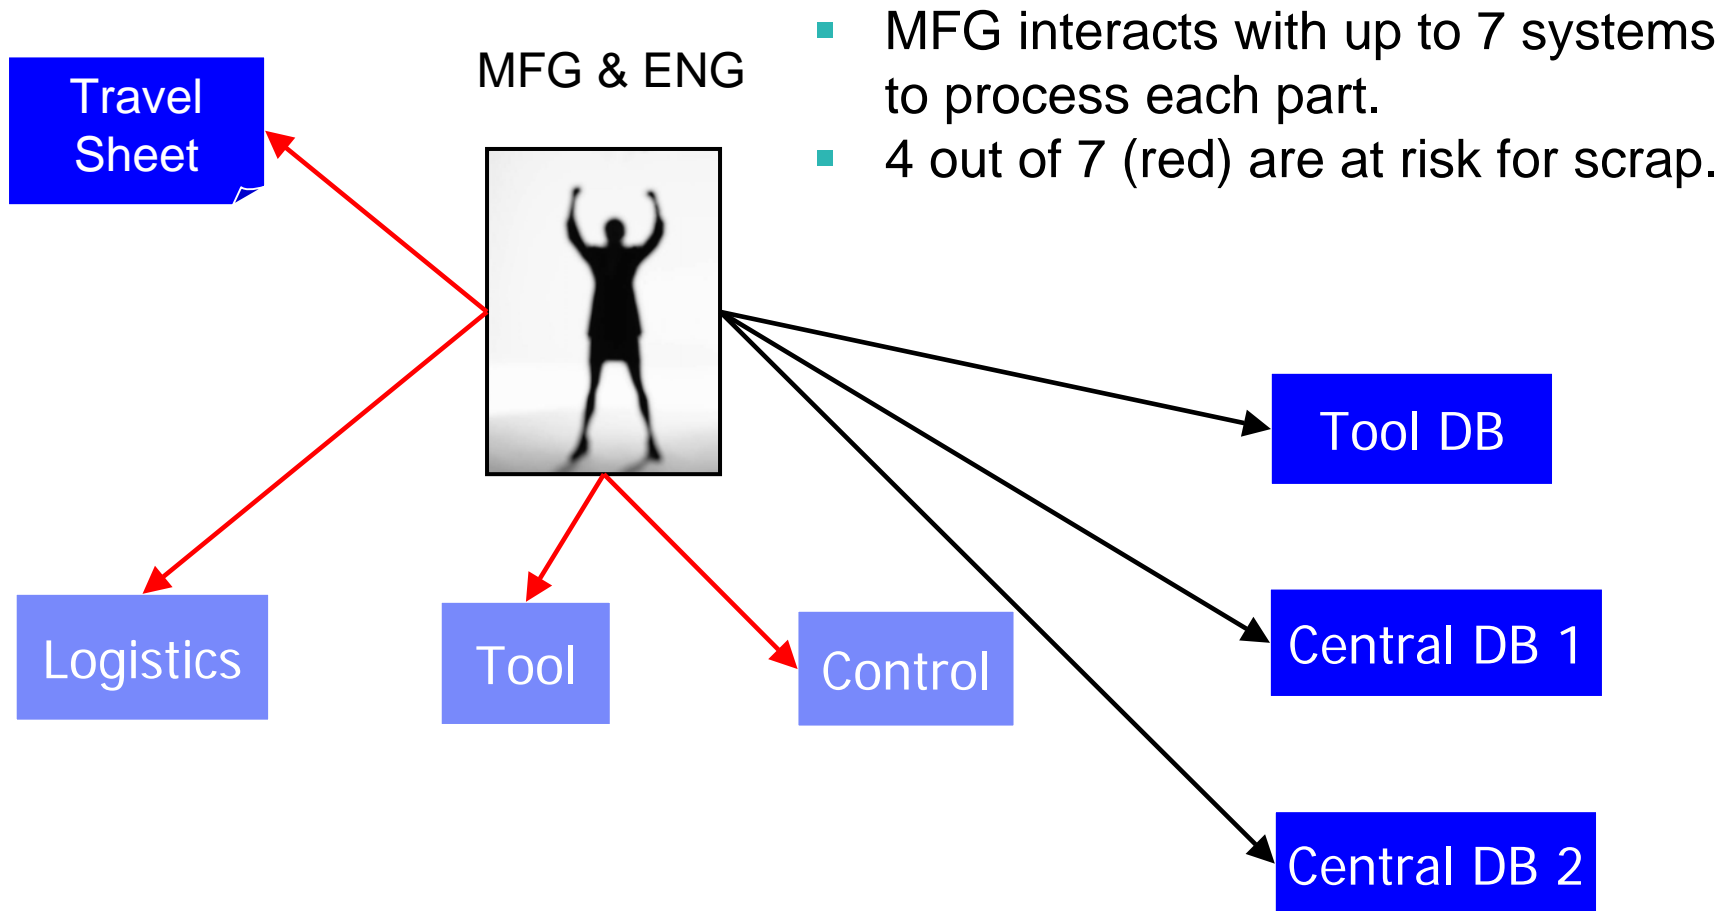 MFG & ENG
MFG interacts with up to 7 systems
to process each part.
4 out of 7 (red) are at risk for scrap.
Travel
Sheet
Tool DB
Logistics
Tool
Control
Central DB 1
Central DB 2